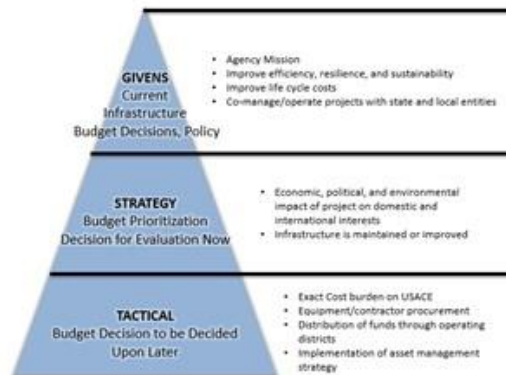 GIVENS
Current
Infrastructure
Budget Decisions, Policy
• Agency Mission
• Improve efficiency, resilience, and sustainability
• Improve life cycle costs
• Co-manage/operate projects with state and local entities
STRATEGY
Budget Prioritization
Decision for Evaluation Now
• Economic, political, and environmental
impact of project on domestic and
international interests
• Infrastructure is maintained or improved
TACTICAL
Budget Decision to be Decided
Upon Later
• Exact Cost burden on USACE
• Equipment/contractor procurement
• Distribution of funds through operating
districts
• Implementation of asset management
strategy